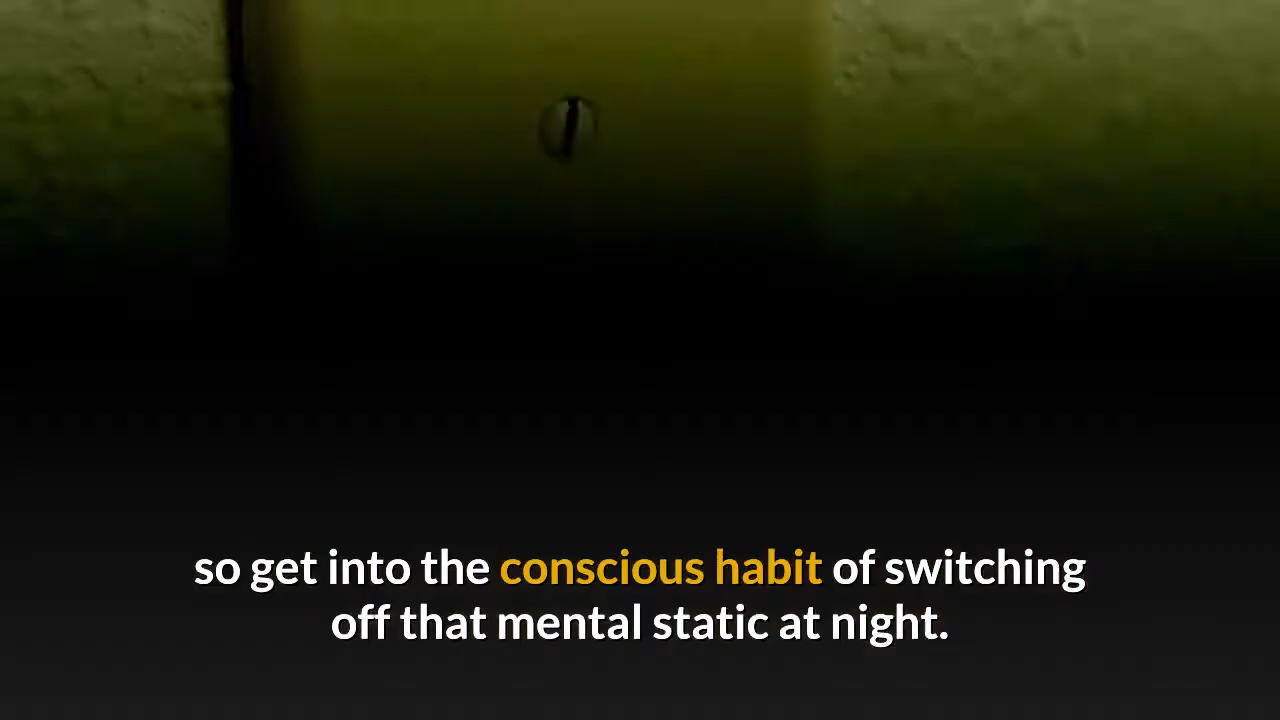 so get into the conscious habit of switching
off that mental static at night.